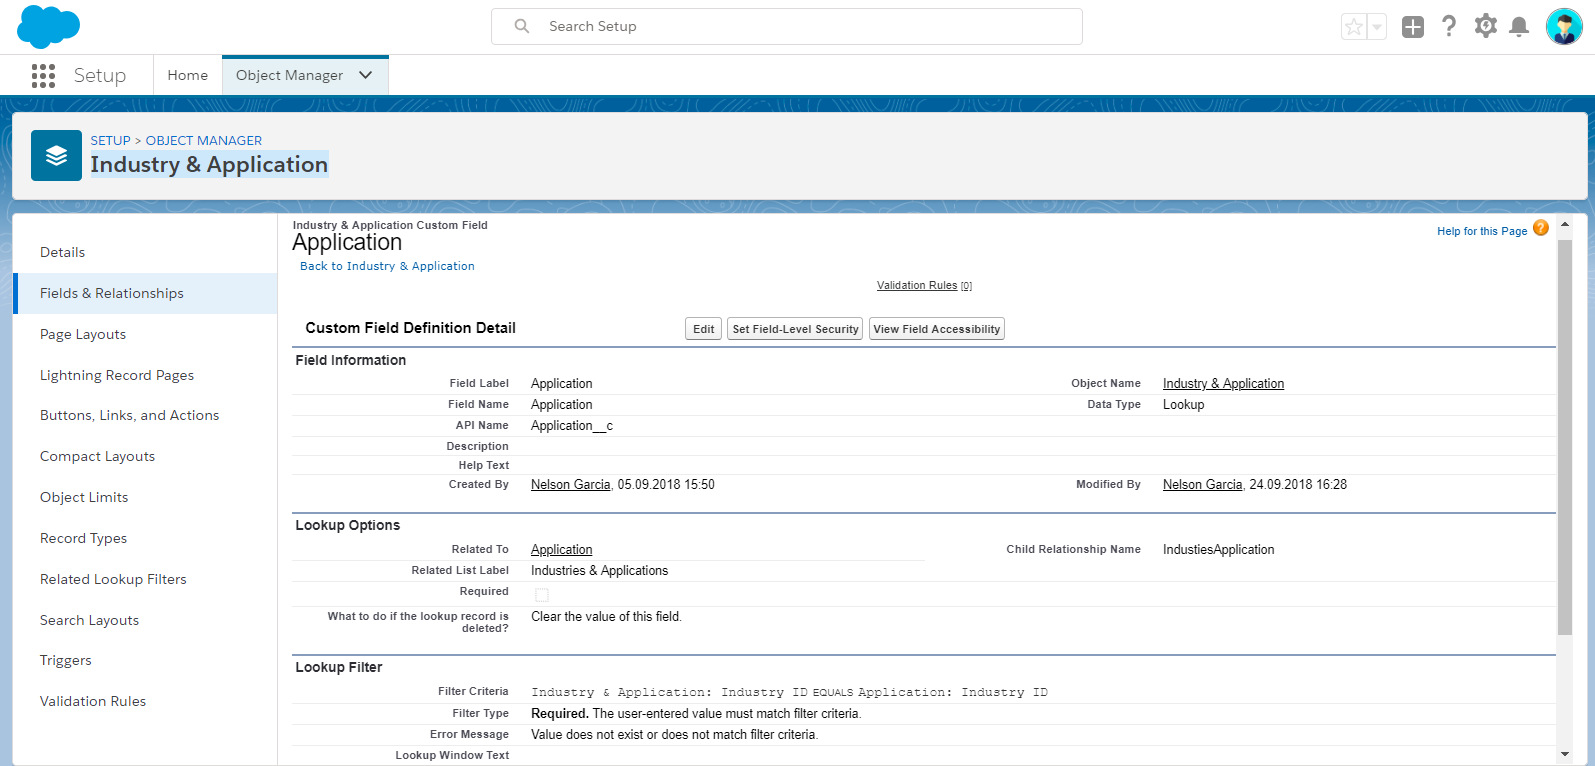 Search Setup
Setup
Home
Object Manager
SETUP > OBJECT MANAGER
Industry & Application
Details
Fields & Relationships
Page Layouts
Lightning Record Pages
Buttons, Links, and Actions
Compact Layouts
Object Limits
Record Types
Related Lookup Filters
Search Layouts
Triggers
Validation Rules
Industry & Application Custom Field
Application
Help for this Page ?
Back to Industry & Application
Validation Rules [0]
Custom Field Definition Detail
Edit
Set Field-Level Security
View Field Accessibility
Field Information
Field Label Application
Object Name Industry & Application
Field Name Application
Data Type Lookup
API Name Application__c
Description
Help Text
Created By Nelson Garcia, 05.09.2018 15:50
Modified By Nelson Garcia, 24.09.2018 16:28
Lookup Options
Related To Application
Child Relationship Name IndustiesApplication
Related List Label Industries & Applications
Required
What to do if the lookup record is
deleted?
Clear the value of this field.
Lookup Filter
Filter Criteria Industry & Application: Industry ID EQUALS Application: Industry ID
Filter Type Required. The user-entered value must match filter criteria.
Error Message Value does not exist or does not match filter criteria.
Lookup Window Text